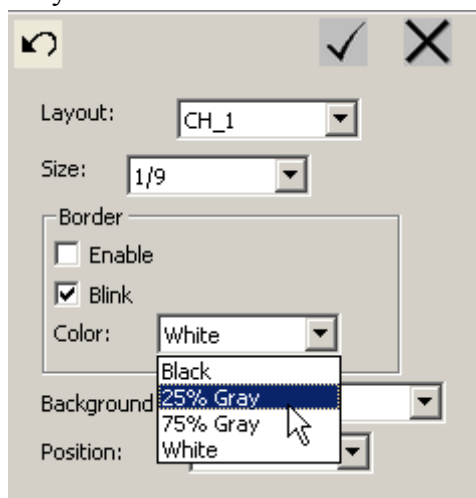 Layout: CH_1
Size: 1/9
Border
Enable
Blink
Color: White
Black
25% Gray
Background
75% Gray
Position: White